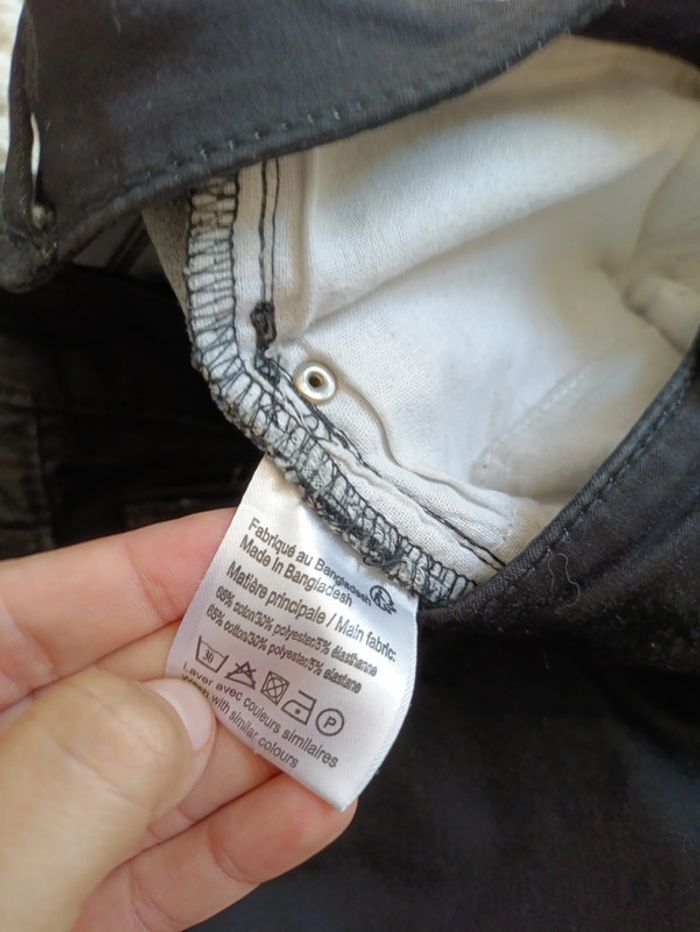 Fabriqué au Bangladesh
Made In Bangladesh
Matière principale / Main fabric:
65% coton/30% polyester/5% élasthanne
65% cotton/30% polyester/5% elastane
30 P
Laver avec couleurs similaires
Wash with similar colours